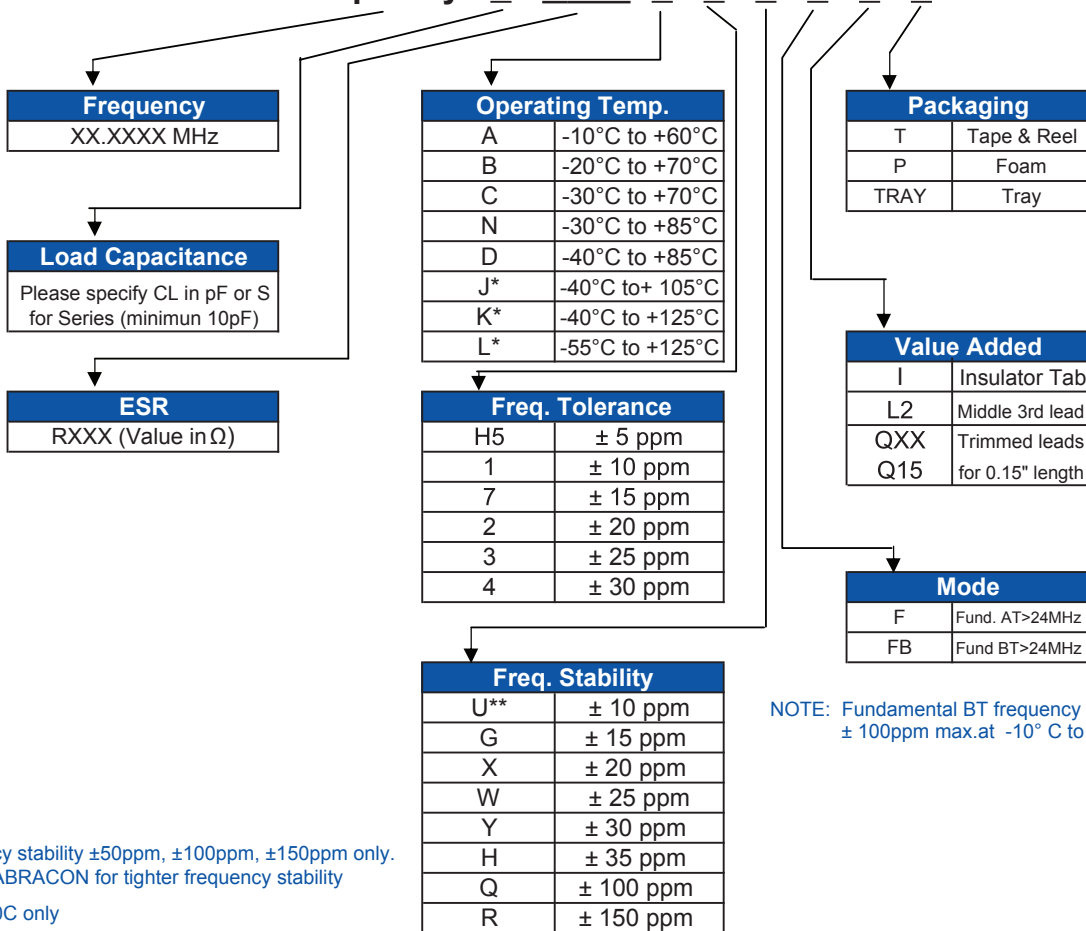 Frequency
XX.XXXX MHz
Load Capacitance
Please specify CL in pF or S
for Series (minimun 10pF)
ESR
RXXX (Value in Ω)
Operating Temp.
A -10°C to +60°C
B -20°C to +70°C
C -30°C to +70°C
N -30°C to +85°C
D -40°C to +85°C
J* -40°C to+ 105°C
K* -40°C to +125°C
L* -55°C to +125°C
Freq. Tolerance
H5 ± 5 ppm
1 ± 10 ppm
7 ± 15 ppm
2 ± 20 ppm
3 ± 25 ppm
4 ± 30 ppm
Freq. Stability
U** ± 10 ppm
G ± 15 ppm
X ± 20 ppm
W ± 25 ppm
Y ± 30 ppm
H ± 35 ppm
Q ± 100 ppm
R ± 150 ppm
Packaging
T Tape & Reel
P Foam
TRAY Tray
Value Added
I Insulator Tab
L2 Middle 3rd lead
QXX Trimmed leads
Q15 for 0.15" length
Mode
F Fund. AT>24MHz
FB Fund BT>24MHz
NOTE: Fundamental BT frequency
± 100ppm max.at -10° C to
stability ±50ppm, ±100ppm, ±150ppm only.
ABRACON for tighter frequency stability
C only